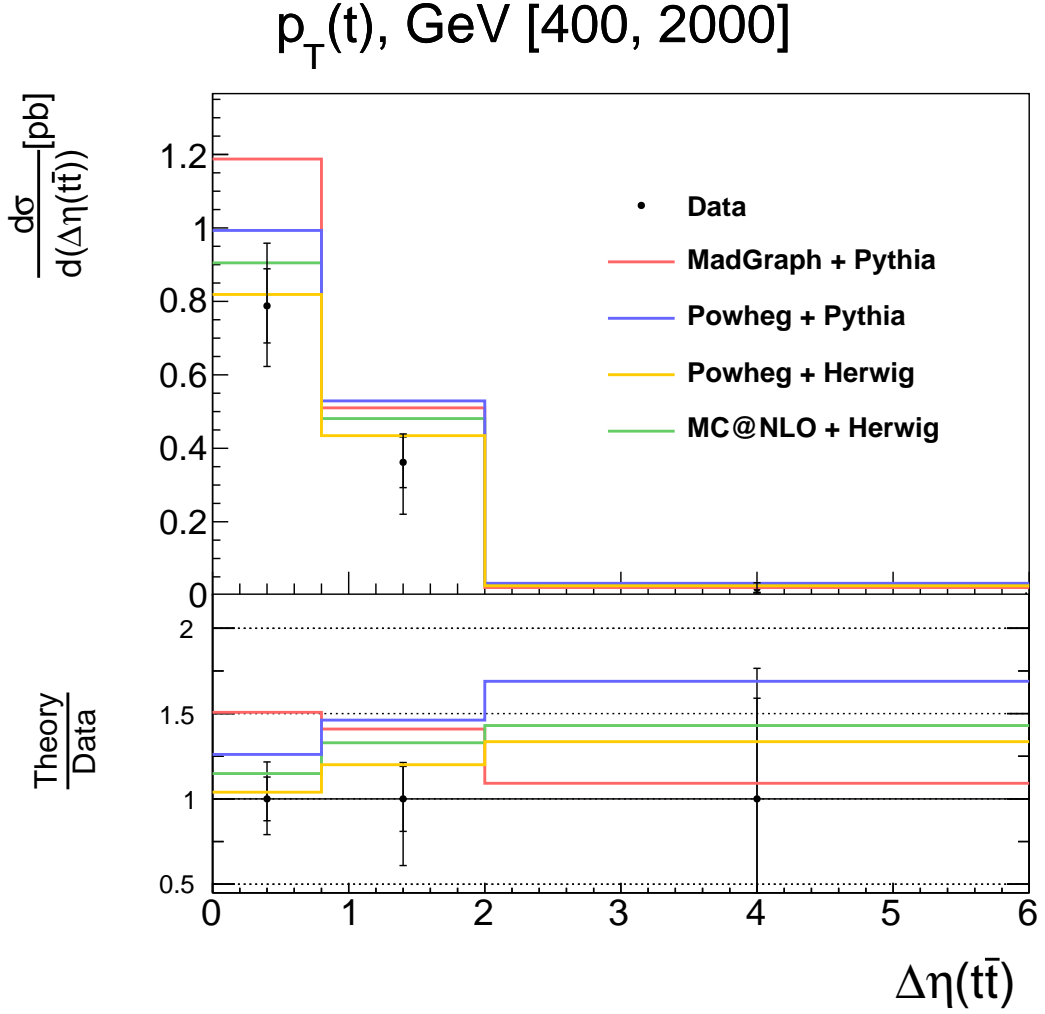 p_T(t), GeV [400, 2000]
dσ/d(Δη(tt̄)) [pb]
1.2
1
0.8
0.6
0.4
0.2
0
Data
MadGraph + Pythia
Powheg + Pythia
Powheg + Herwig
MC@NLO + Herwig
Theory/Data
2
1.5
1
0.5
0 1 2 3 4 5 6
Δη(tt̄)